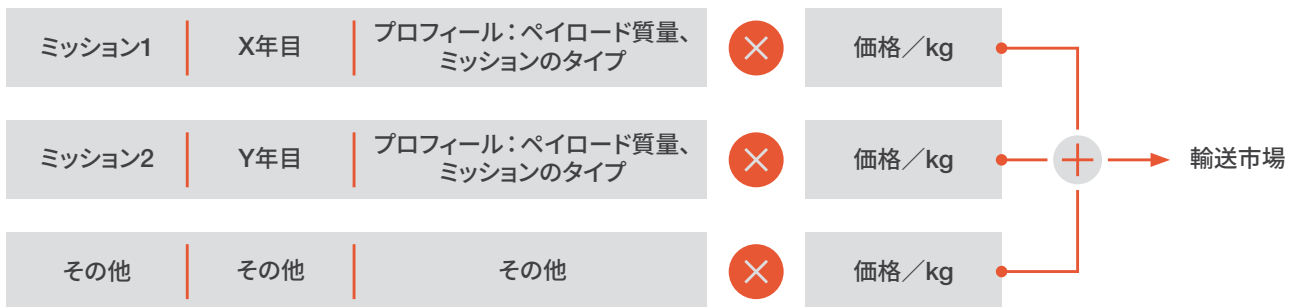 ミッション1
X年目
プロフィール：ペイロード質量、
ミッションのタイプ
価格／kg
ミッション2
Y年目
プロフィール：ペイロード質量、
ミッションのタイプ
価格／kg
輸送市場
その他
その他
その他
価格／kg